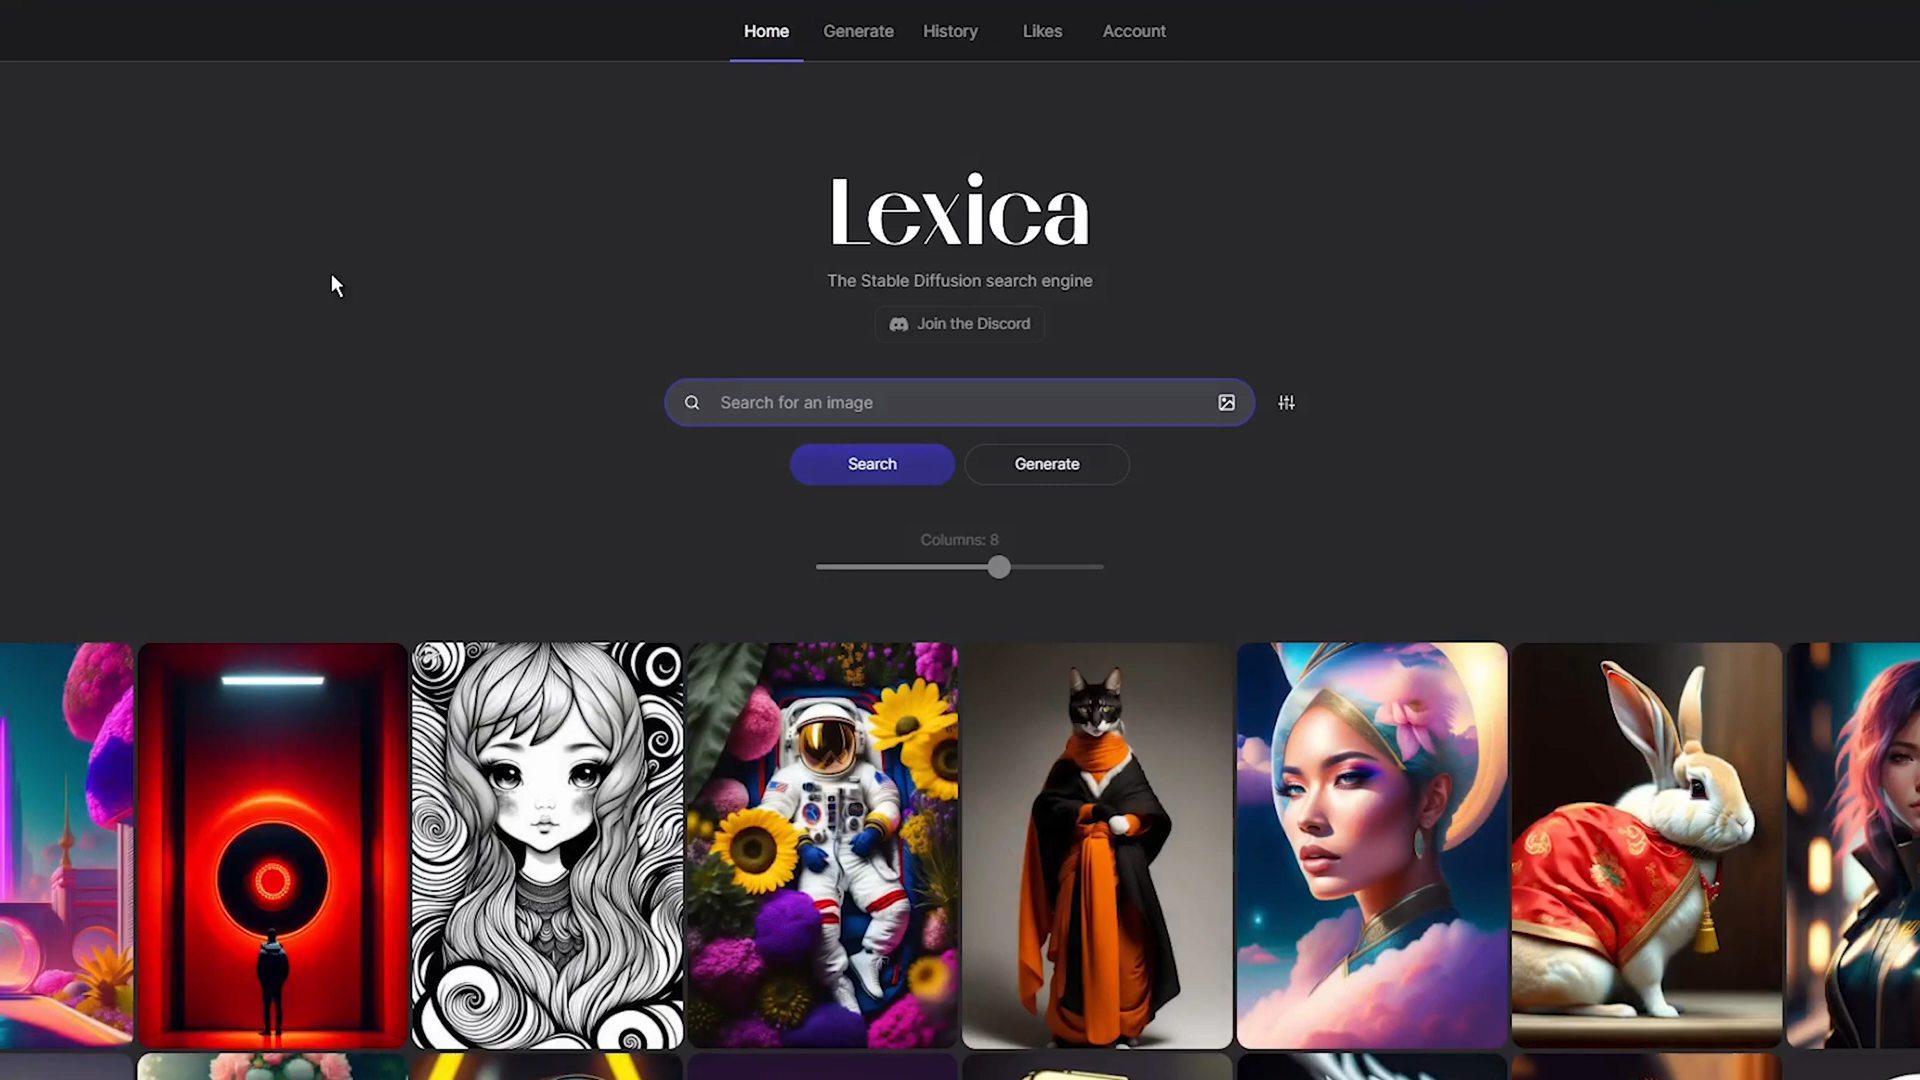 Home Generate History Likes Account
Lexica
The Stable Diffusion search engine
Join the Discord
Search for an image
Search Generate
Columns: 8